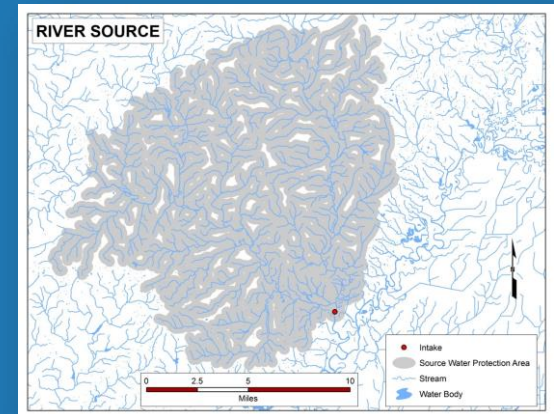 RIVER SOURCE
N
Intake
Source Water Protection Area
Stream
Water Body
0 2.5 5 10
Miles